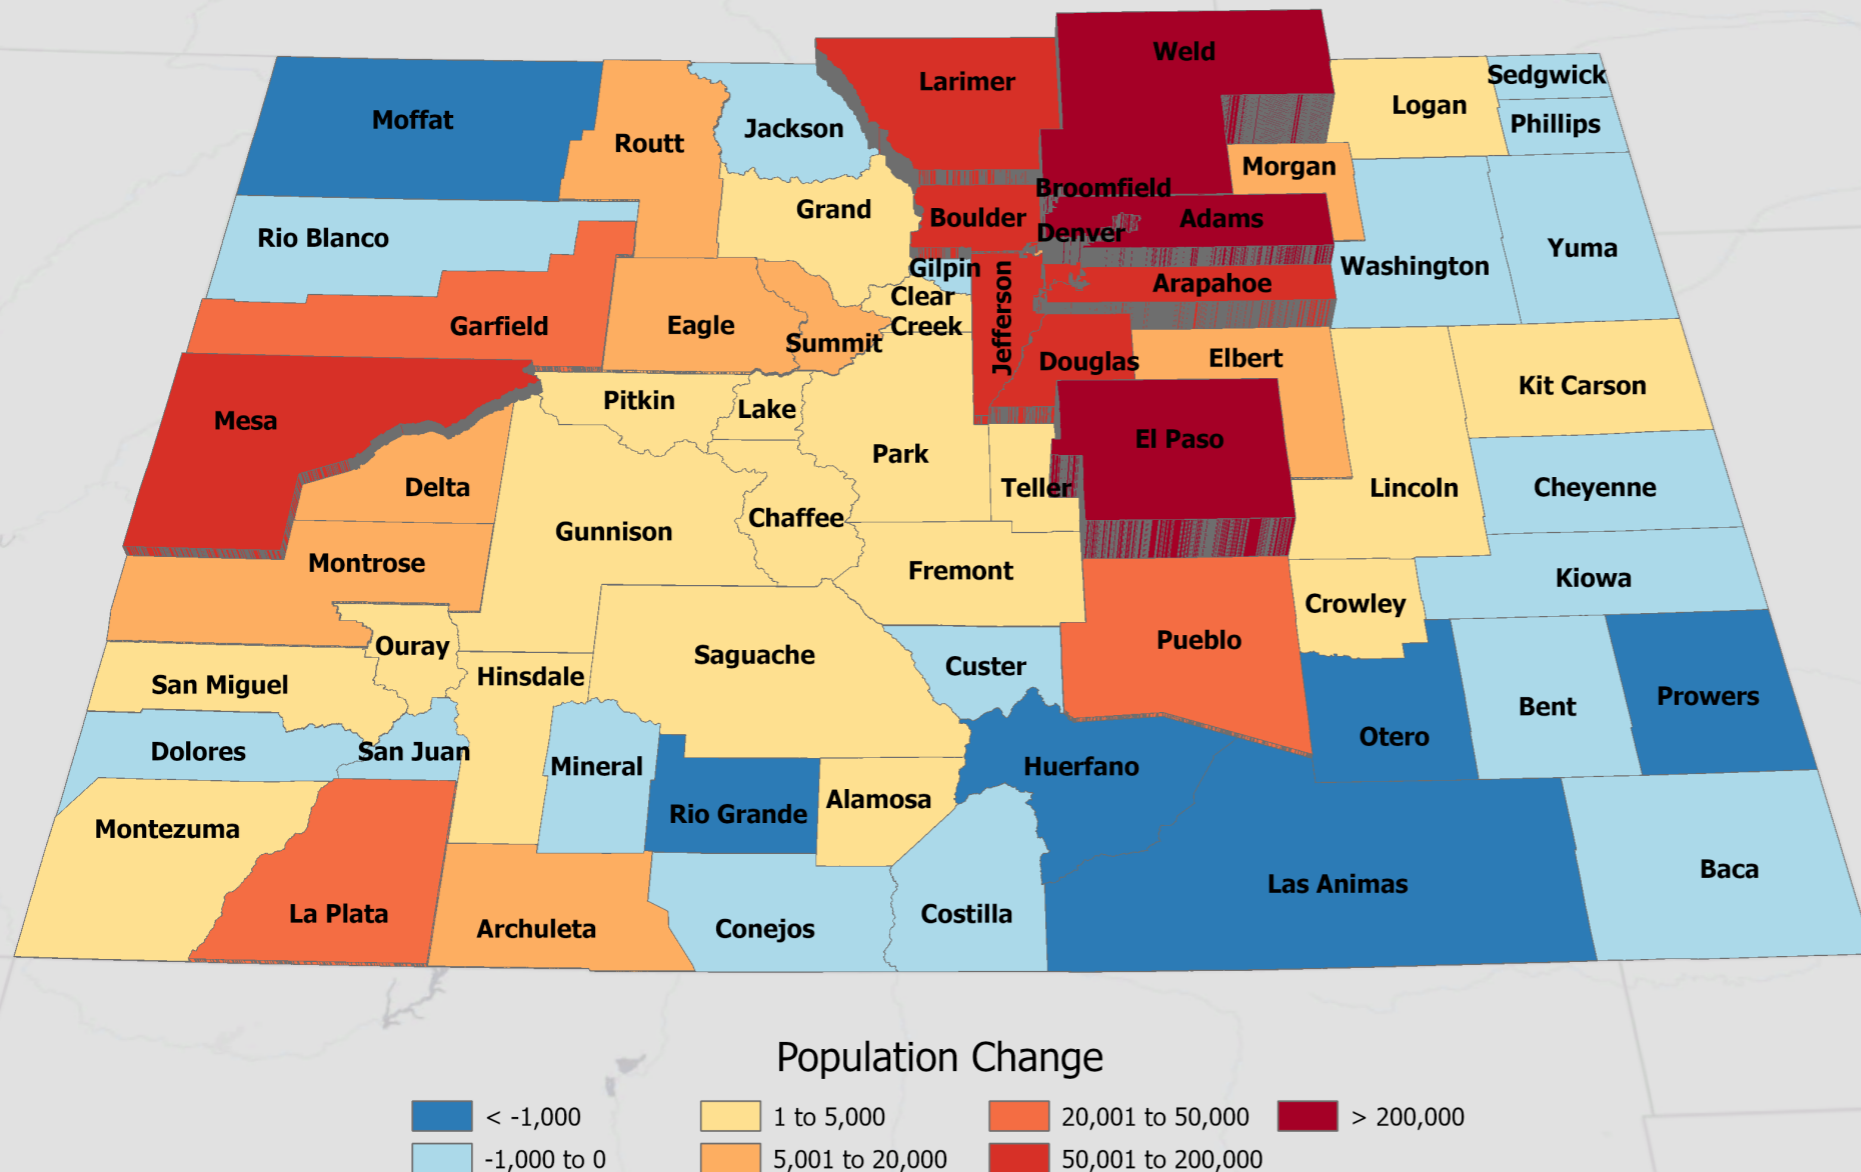 Weld
Larimer
Sedgwick
Logan
Moffat
Phillips
Jackson
Routt
Morgan
Broomfield
Grand
Boulder
Adams
Denver
Rio Blanco
Yuma
Gilpin
Washington
Arapahoe
Clear
Creek
Jefferson
Garfield
Eagle
Summit
Douglas
Elbert
Kit Carson
Pitkin
Lake
Mesa
El Paso
Park
Delta
Teller
Lincoln
Cheyenne
Chaffee
Gunnison
Montrose
Fremont
Kiowa
Crowley
Pueblo
Ouray
Saguache
Custer
Hinsdale
San Miguel
Prowers
Bent
Otero
Dolores
San Juan
Mineral
Huerfano
Alamosa
Rio Grande
Montezuma
Baca
Las Animas
La Plata
Costilla
Archuleta
Conejos
Population Change
< -1,000
1 to 5,000
20,001 to 50,000
> 200,000
-1,000 to 0
5,001 to 20,000
50,001 to 200,000